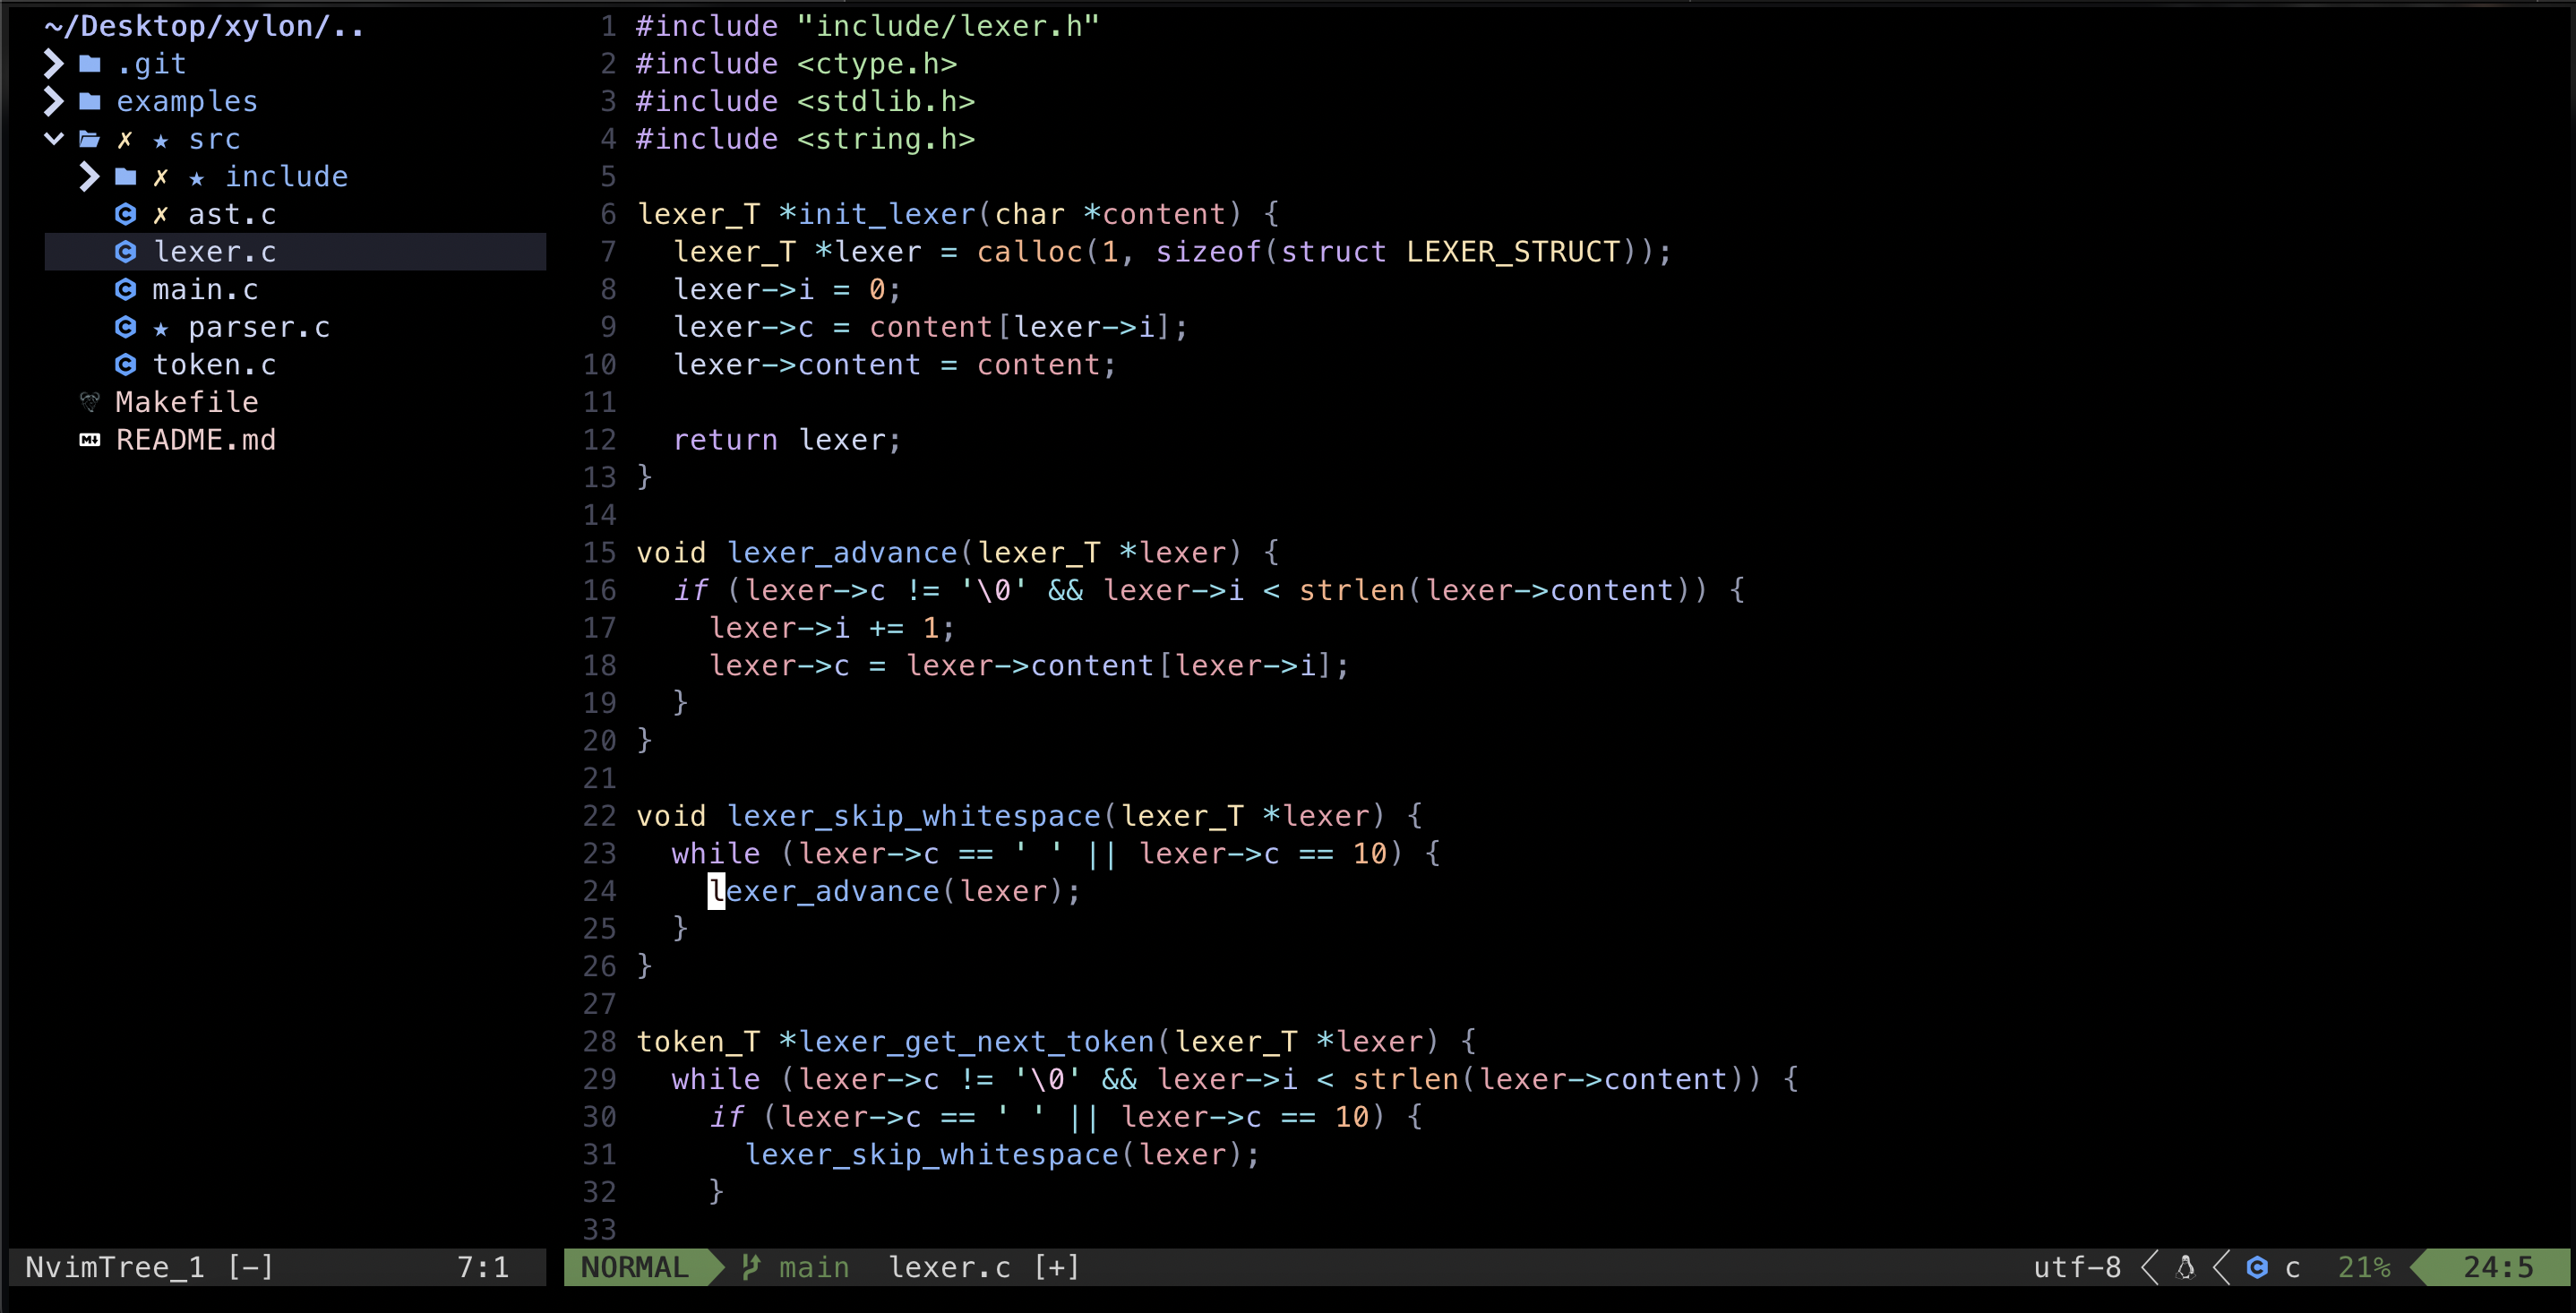 ~/Desktop/xylon/..
.git
examples
✗ ★ src
✗ ★ include
✗ ast.c
lexer.c
main.c
★ parser.c
token.c
Makefile
README.md
NvimTree_1 [-] 7:1
1 #include "include/lexer.h"
2 #include <ctype.h>
3 #include <stdlib.h>
4 #include <string.h>
5
6 lexer_T *init_lexer(char *content) {
7   lexer_T *lexer = calloc(1, sizeof(struct LEXER_STRUCT));
8   lexer->i = 0;
9   lexer->c = content[lexer->i];
10   lexer->content = content;
11
12   return lexer;
13 }
14
15 void lexer_advance(lexer_T *lexer) {
16   if (lexer->c != '\0' && lexer->i < strlen(lexer->content)) {
17     lexer->i += 1;
18     lexer->c = lexer->content[lexer->i];
19   }
20 }
21
22 void lexer_skip_whitespace(lexer_T *lexer) {
23   while (lexer->c == ' ' || lexer->c == 10) {
24     lexer_advance(lexer);
25   }
26 }
27
28 token_T *lexer_get_next_token(lexer_T *lexer) {
29   while (lexer->c != '\0' && lexer->i < strlen(lexer->content)) {
30     if (lexer->c == ' ' || lexer->c == 10) {
31       lexer_skip_whitespace(lexer);
32     }
33
NORMAL main lexer.c [+] utf-8 c 21% 24:5